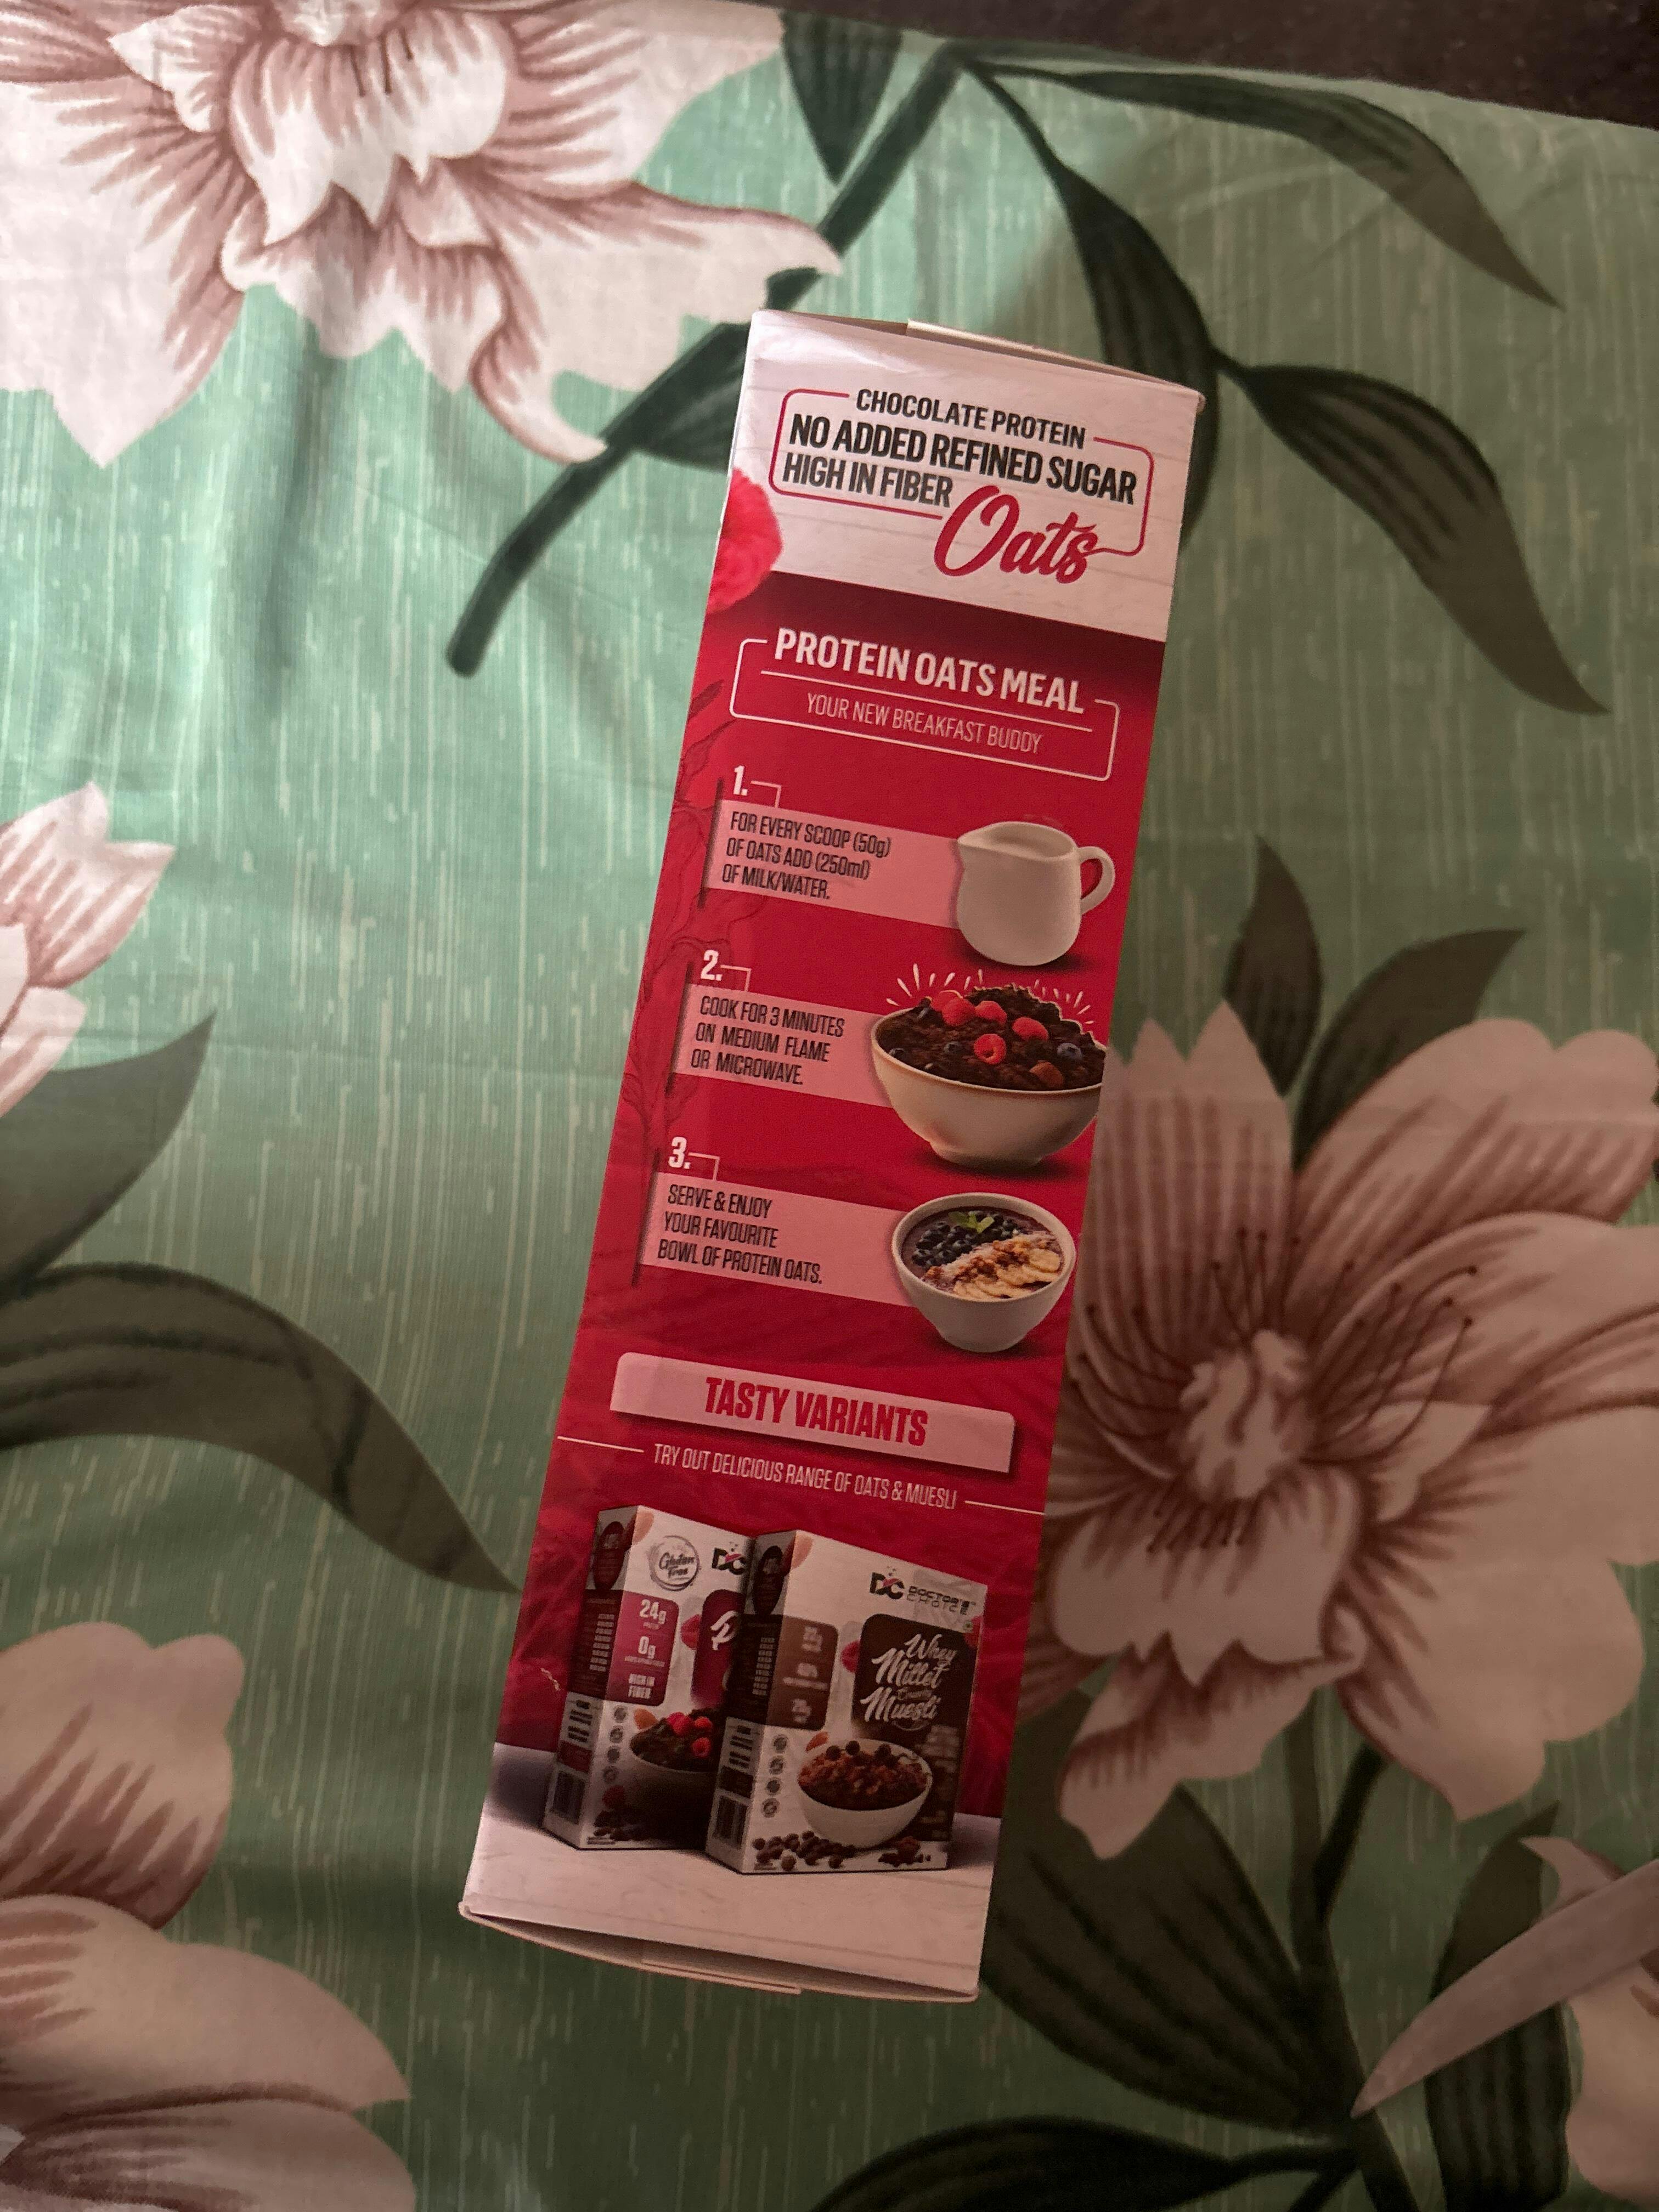 CHOCOLATE PROTEIN
NO ADDED REFINED SUGAR
HIGH IN FIBER
Oats
PROTEIN OATS MEAL
YOUR NEW BREAKFAST BUDDY
1.
FOR EVERY SCOOP (50g)
OF OATS ADD (250ml)
OF MILK/WATER.
2.
COOK FOR 3 MINUTES
ON MEDIUM FLAME
OR MICROWAVE.
3.
SERVE & ENJOY
YOUR FAVOURITE
BOWL OF PROTEIN OATS.
TASTY VARIANTS
TRY OUT DELICIOUS RANGE OF OATS & MUESLI
Gluten
Free
DC
24g
0g
HIGH IN
FIBER
DC DOCTOR'S
CHOICE
Whey
Millet
Muesli